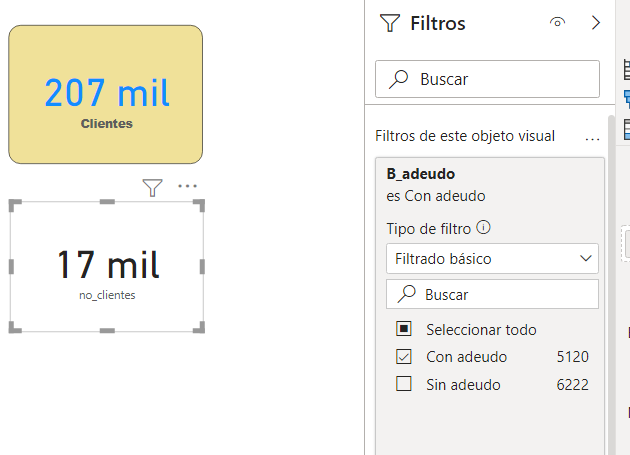 207 mil
Clientes
17 mil
no_clientes
Filtros
Buscar
Filtros de este objeto visual ...
B_adeudo
es Con adeudo
Tipo de filtro
Filtrado básico
Buscar
Seleccionar todo
Con adeudo 5120
Sin adeudo 6222